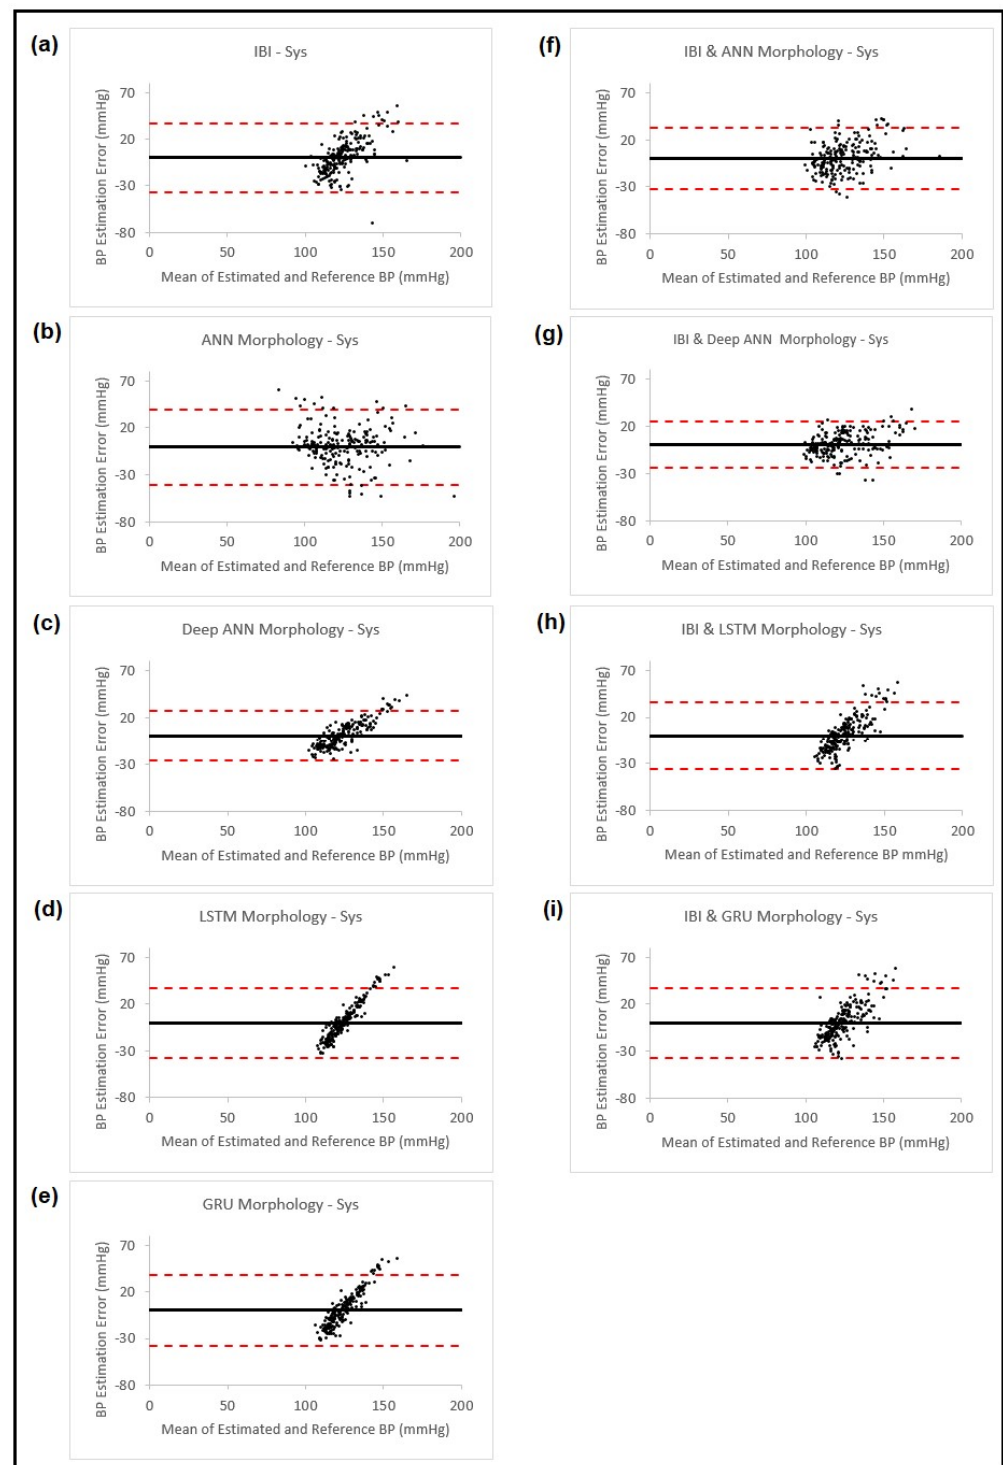 (a)
IBI - Sys
BP Estimation Error (mmHg)
70
20
-30
-80
0 50 100 150 200
Mean of Estimated and Reference BP (mmHg)
(b)
ANN Morphology - Sys
BP Estimation Error (mmHg)
70
20
-30
-80
0 50 100 150 200
Mean of Estimated and Reference BP (mmHg)
(c)
Deep ANN Morphology - Sys
BP Estimation Error (mmHg)
70
20
-30
-80
0 50 100 150 200
Mean of Estimated and Reference BP (mmHg)
(d)
LSTM Morphology - Sys
BP Estimation Error (mmHg)
70
20
-30
-80
0 50 100 150 200
Mean of Estimated and Reference BP (mmHg)
(e)
GRU Morphology - Sys
BP Estimation Error (mmHg)
70
20
-30
-80
0 50 100 150 200
Mean of Estimated and Reference BP (mmHg)
(f)
IBI & ANN Morphology - Sys
BP Estimation Error (mmHg)
70
20
-30
-80
0 50 100 150 200
Mean of Estimated and Reference BP (mmHg)
(g)
IBI & Deep ANN Morphology - Sys
BP Estimation Error (mmHg)
70
20
-30
-80
0 50 100 150 200
Mean of Estimated and Reference BP (mmHg)
(h)
IBI & LSTM Morphology - Sys
BP Estimation Error (mmHg)
70
20
-30
-80
0 50 100 150 200
Mean of Estimated and Reference BP mmHg)
(i)
IBI & GRU Morphology - Sys
BP Estimation Error (mmHg)
70
20
-30
-80
0 50 100 150 200
Mean of Estimated and Reference BP (mmHg)